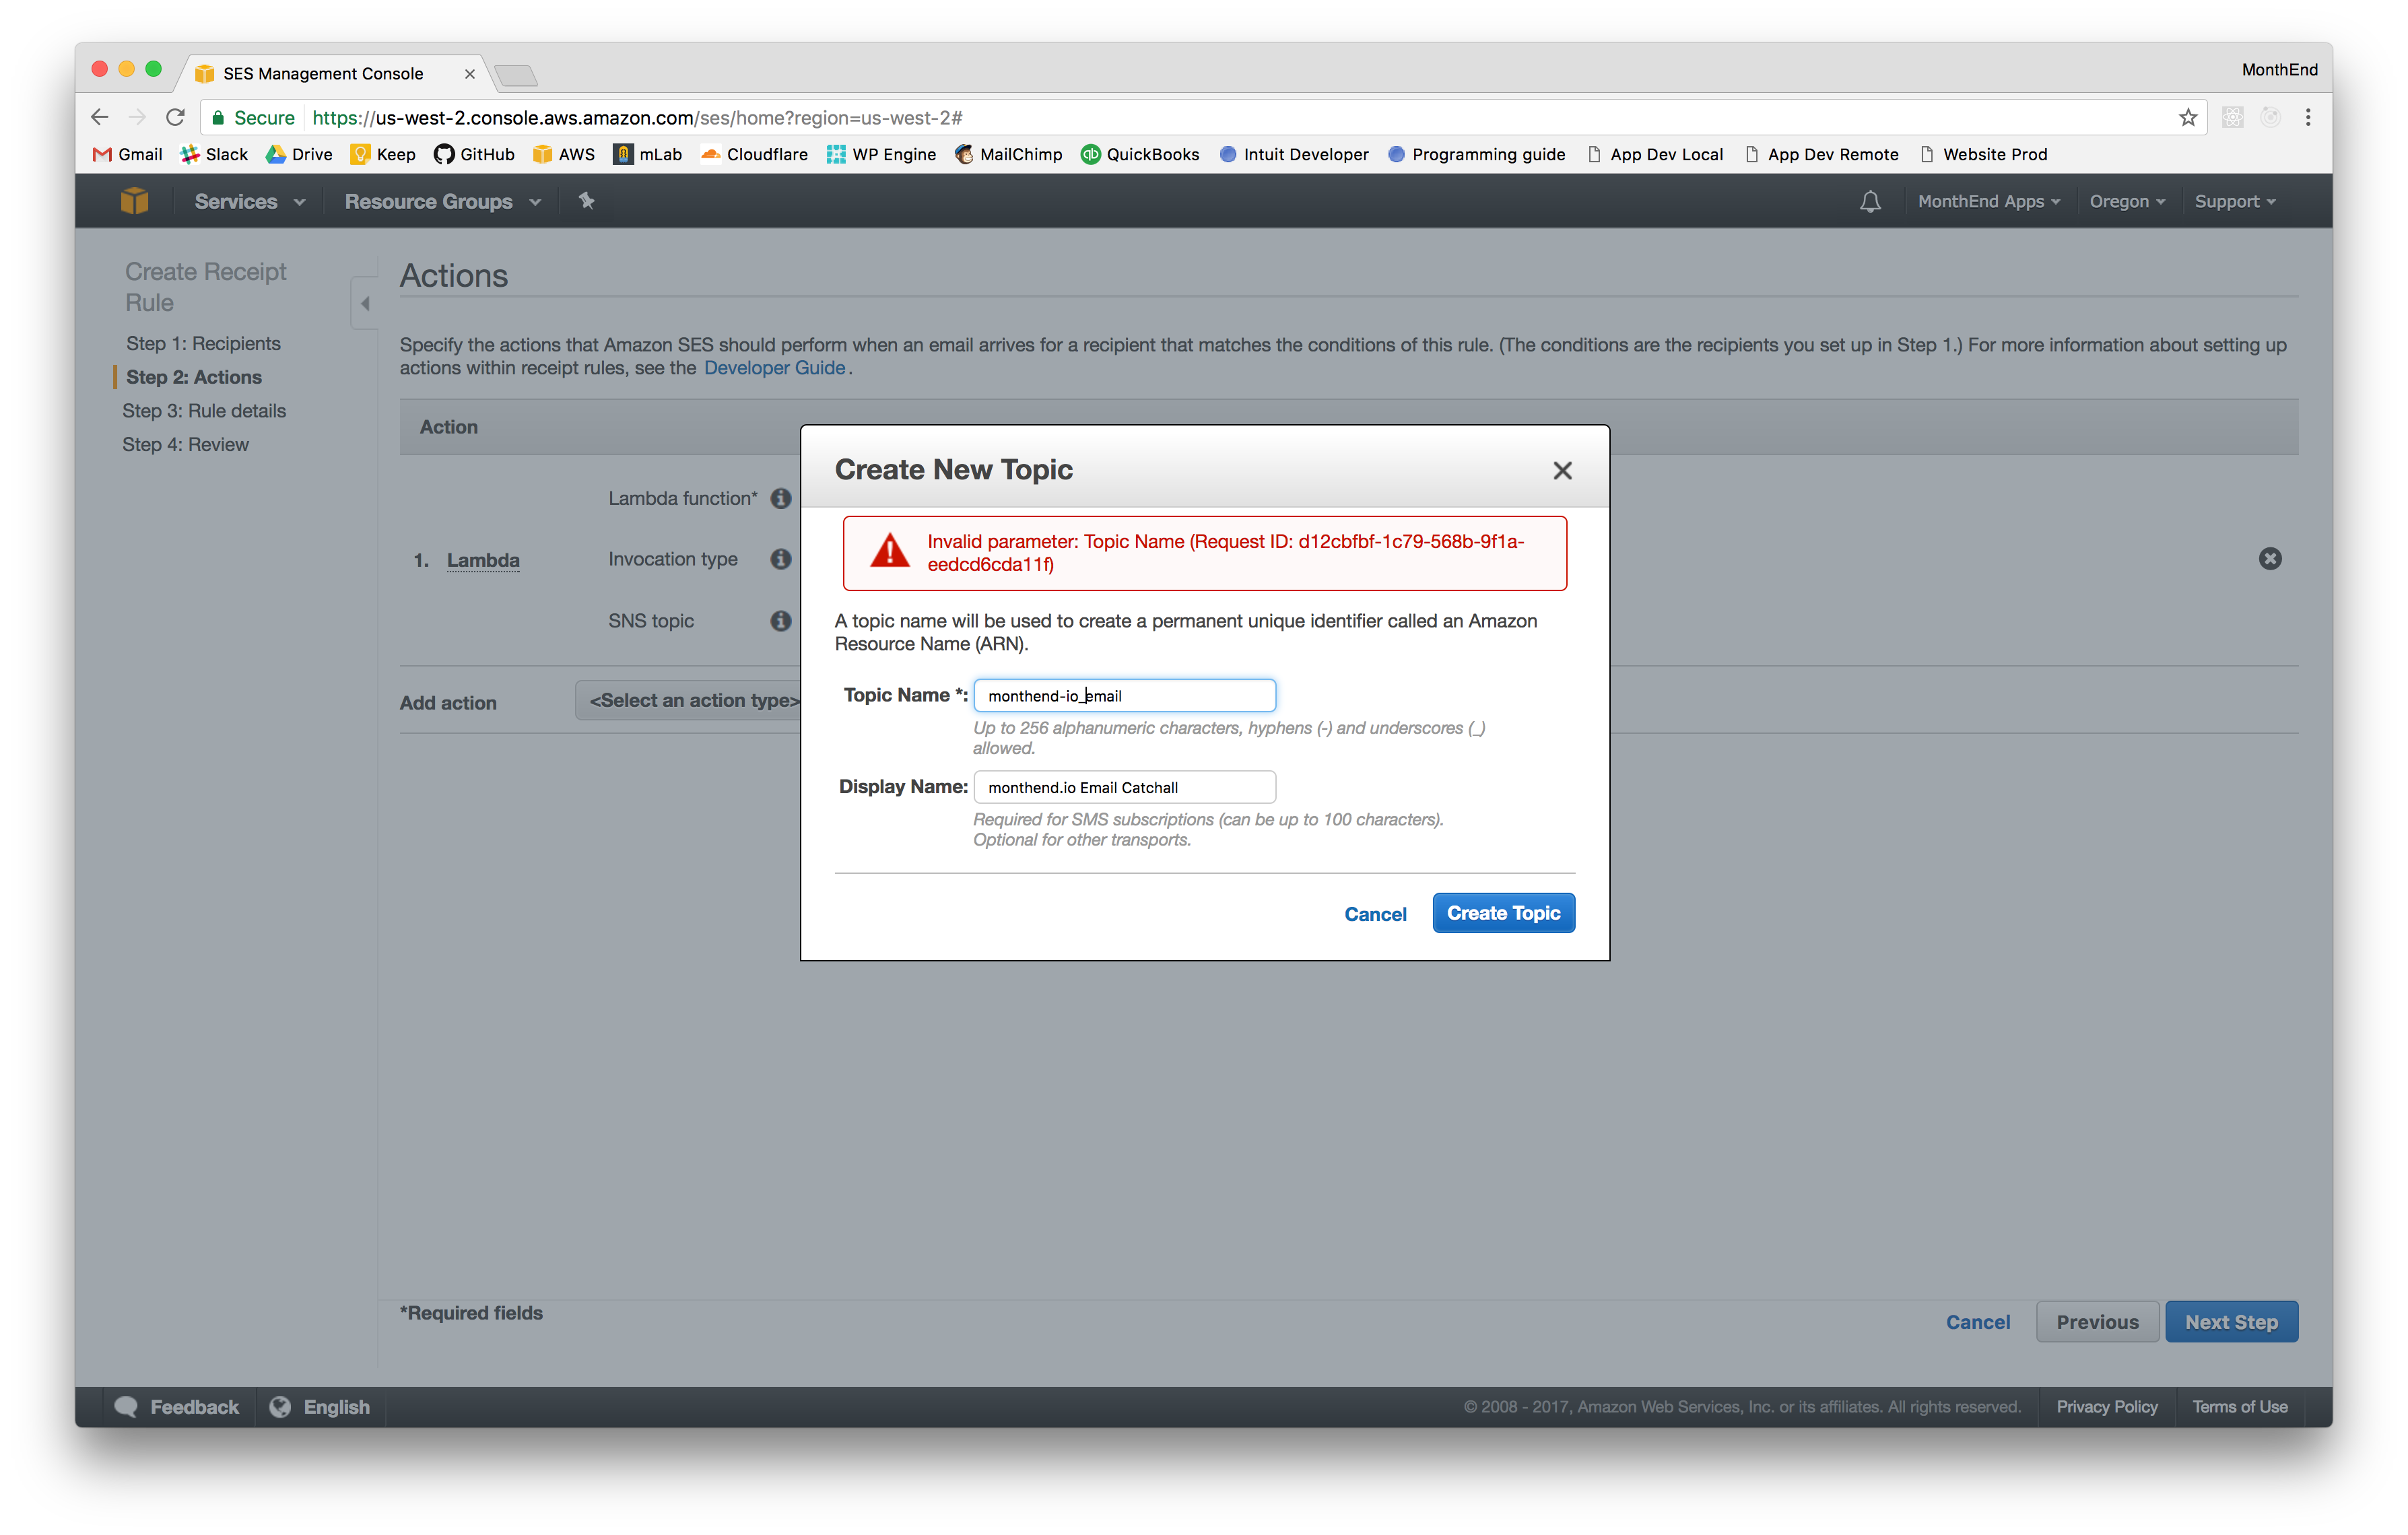 SES Management Console
MonthEnd
Secure https://us-west-2.console.aws.amazon.com/ses/home?region=us-west-2#
Gmail Slack Drive Keep GitHub AWS mLab Cloudflare WP Engine MailChimp QuickBooks Intuit Developer Programming guide App Dev Local App Dev Remote Website Prod
Services Resource Groups MonthEnd Apps Oregon Support
Create Receipt
Rule
Step 1: Recipients
Step 2: Actions
Step 3: Rule details
Step 4: Review
Actions
Specify the actions that Amazon SES should perform when an email arrives for a recipient that matches the conditions of this rule. (The conditions are the recipients you set up in Step 1.) For more information about setting up
actions within receipt rules, see the Developer Guide.
Action
1. Lambda
Lambda function*
Invocation type
SNS topic
Add action <Select an action type>
Create New Topic
Invalid parameter: Topic Name (Request ID: d12cbfbf-1c79-568b-9f1a-
eedcd6cda11f)
A topic name will be used to create a permanent unique identifier called an Amazon
Resource Name (ARN).
Topic Name *: monthend-io_email
Up to 256 alphanumeric characters, hyphens (-) and underscores (_)
allowed.
Display Name: monthend.io Email Catchall
Required for SMS subscriptions (can be up to 100 characters).
Optional for other transports.
Cancel Create Topic
*Required fields
Cancel Previous Next Step
Feedback English © 2008 - 2017, Amazon Web Services, Inc. or its affiliates. All rights reserved. Privacy Policy Terms of Use